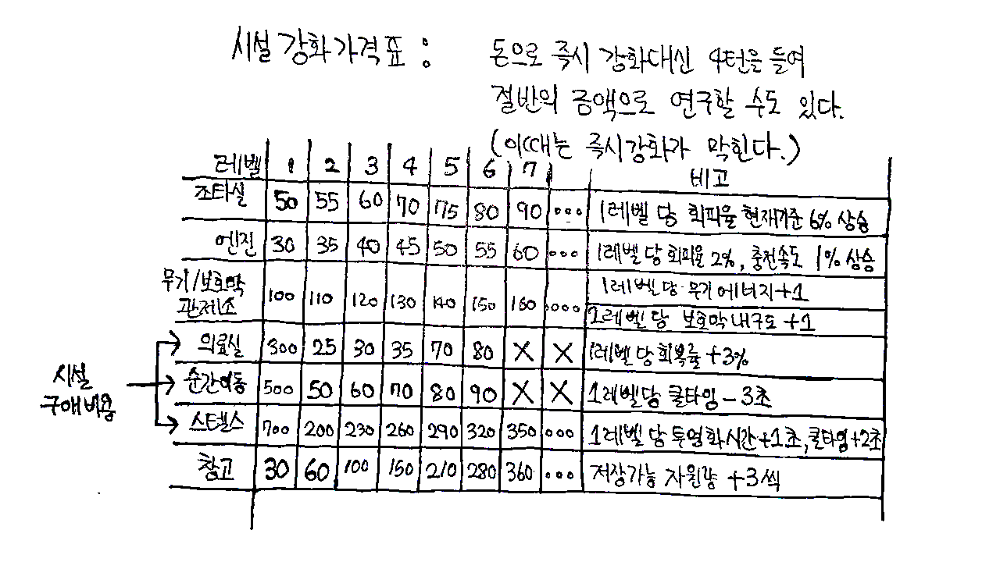 시설 강화 가격표 :
돈으로 즉시 강화대신 4턴을 들여
절반의 금액으로 연구할 수도 있다.
(이때는 즉시강화가 막힌다.)
레벨 1 2 3 4 5 6 7 ... 비고
조타실 50 55 60 70 75 80 90 ... 1레벨 당 회피율 현재기준 6% 상승
엔진 30 35 40 45 50 55 60 ... 1레벨당 회피율 2%, 충전속도 1% 상승
무기/보호막
관제소 100 110 120 130 140 150 160 ....
1레벨당 무기에너지+1
2레벨 당 보호막 내구도 +1
의료실 300 25 30 35 70 80 X X 1레벨당 회복률 +3%
순간이동 500 50 60 70 80 90 X X 1레벨당 쿨타임 - 3초
스텔스 700 200 230 260 290 320 350 ... 1레벨 당 투명화시간+1초, 쿨타임+2초
창고 30 60 100 150 210 280 360 ... 저장가능 자원량 +3씩
시설
구매비용